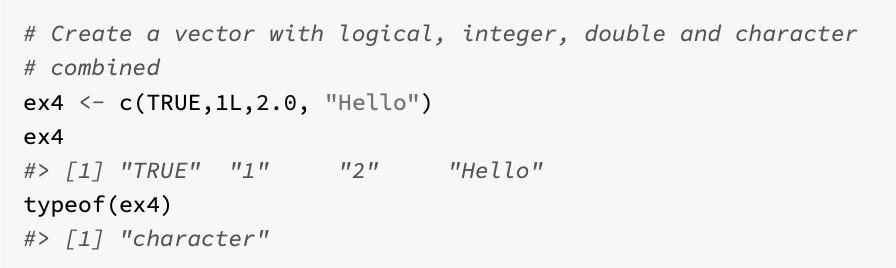 # Create a vector with logical, integer, double and character
# combined
ex4 <- c(TRUE,1L,2.0, "Hello")
ex4
#> [1] "TRUE"  "1"     "2"     "Hello"
typeof(ex4)
#> [1] "character"